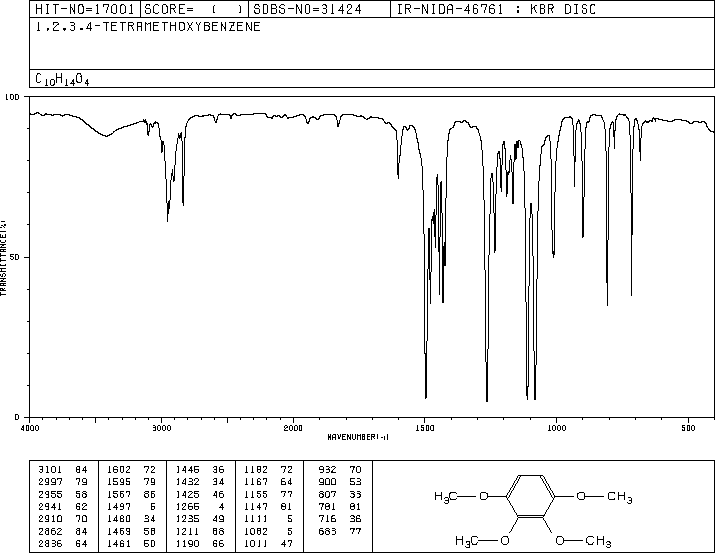 HIT-NO=17001 SCORE= ( ) SDBS-NO=31424 IR-NIDA-46761 : KBR DISC
1,2,3,4-TETRAMETHOXYBENZENE
C10H14O4
100
50
0
TRANSMITTANCE(%)
4000 3000 2000 1500 1000 500
WAVENUMBER(-1)
3101 84 1602 72 1446 36 1182 72 932 70
2997 79 1595 79 1432 34 1167 64 900 53
2955 58 1567 86 1425 46 1155 77 807 33
2941 62 1497 6 1266 4 1147 81 781 81
2910 70 1480 34 1235 49 1111 5 716 36
2862 84 1469 58 1211 68 1082 5 683 77
2836 64 1461 60 1190 66 1011 47
H3C—O O—CH3
H3C—O O—CH3